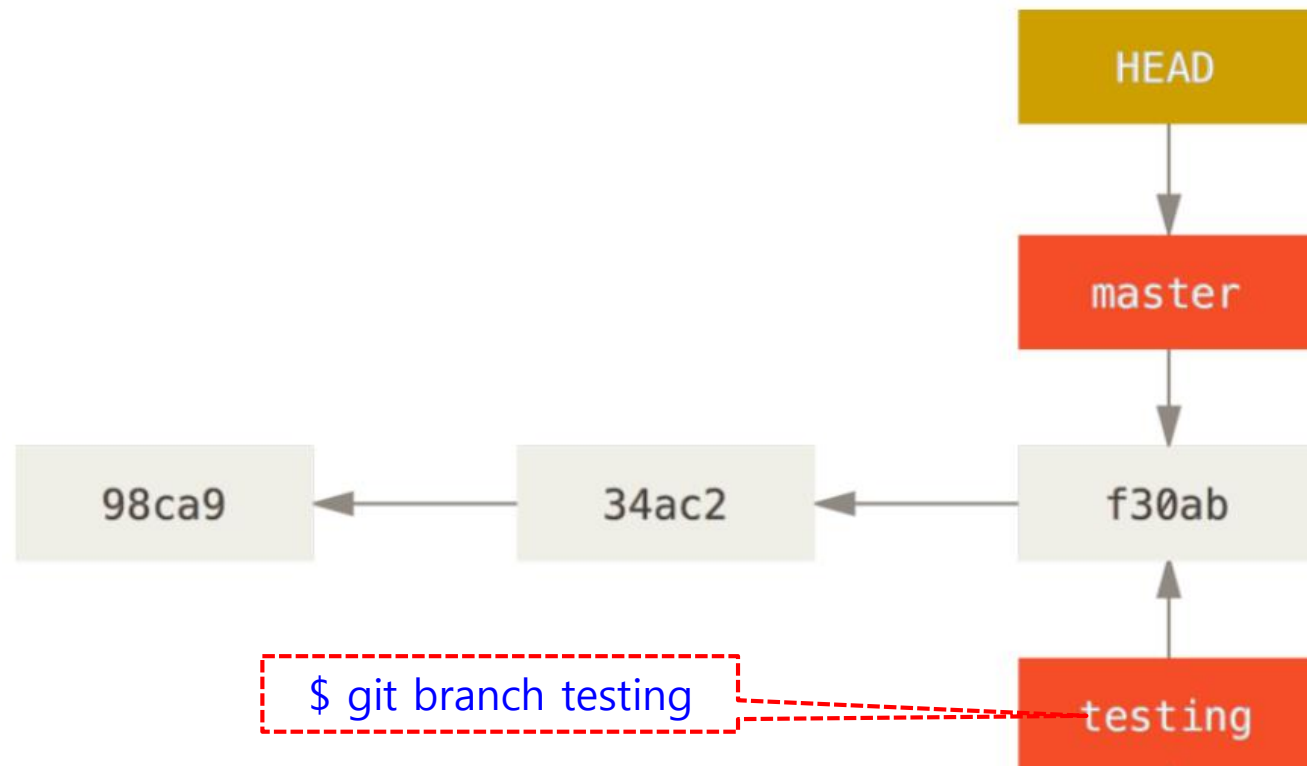 HEAD
master
98ca9
34ac2
f30ab
$ git branch testing
testing